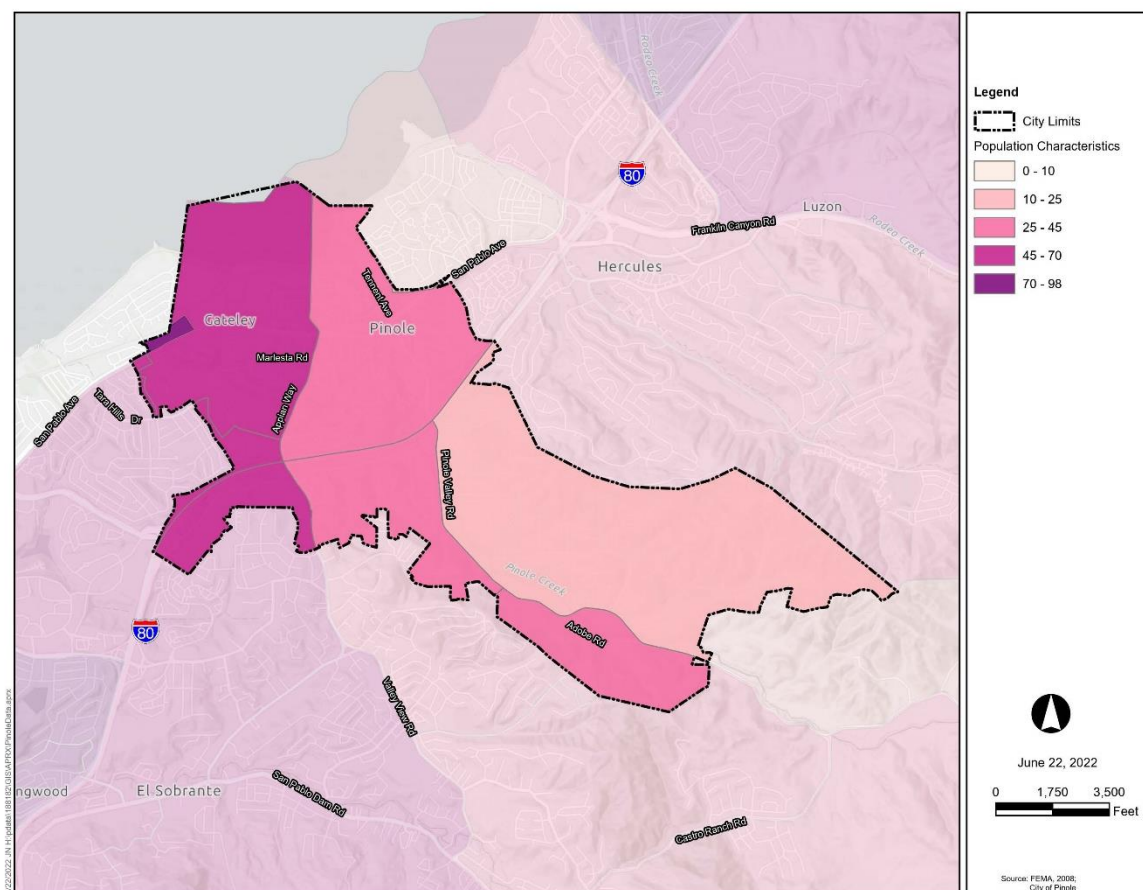 Rodeo Creek
80
Franklin Canyon Rd
Luzon
Rodeo Creek
San Pablo Ave
Hercules
Tennent Ave
Gateley
Pinole
Marlesta Rd
Appian Way
San Pablo Ave
Tara Hills Dr
Pinole Valley Rd
Pinole Creek
Adobe Rd
80
Valley View Rd
ngwood
El Sobrante
San Pablo Dam Rd
Castro Ranch Rd
Legend
City Limits
Population Characteristics
0 - 10
10 - 25
25 - 45
45 - 70
70 - 98
June 22, 2022
0 1,750 3,500
Feet
Source: FEMA, 2008;
City of Pinole